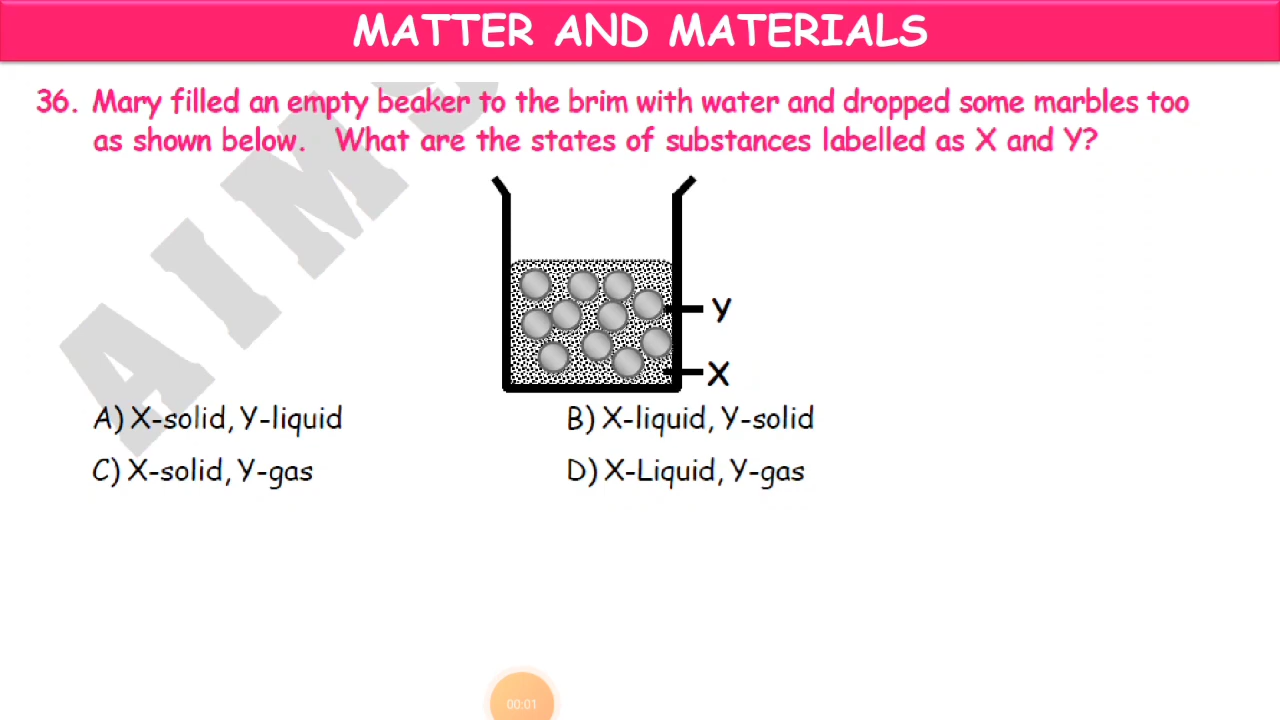 MATTER AND MATERIALS
36. Mary filled an empty beaker to the brim with water and dropped some marbles too
as shown below. What are the states of substances labelled as X and Y?
Y
X
A) X-solid, Y-liquid B) X-liquid, Y-solid
C) X-solid, Y-gas D) X-Liquid, Y-gas
AIMS
00:01